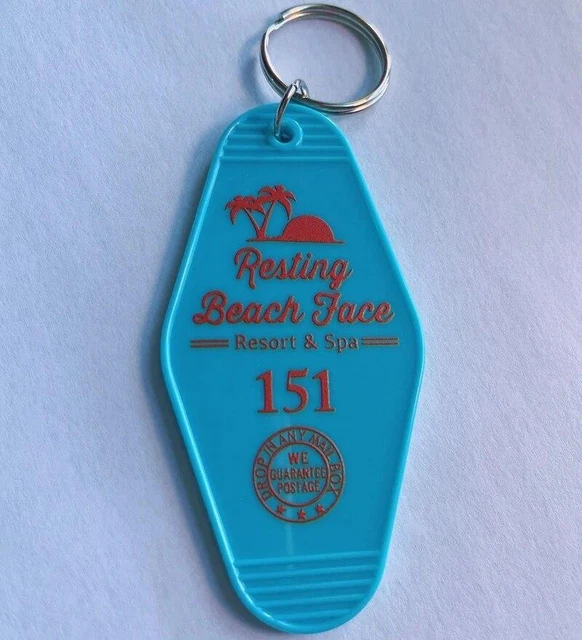 Resting
Beach Face
Resort & Spa
151
DROP IN ANY MAIL BOX
WE
GUARANTEE
POSTAGE